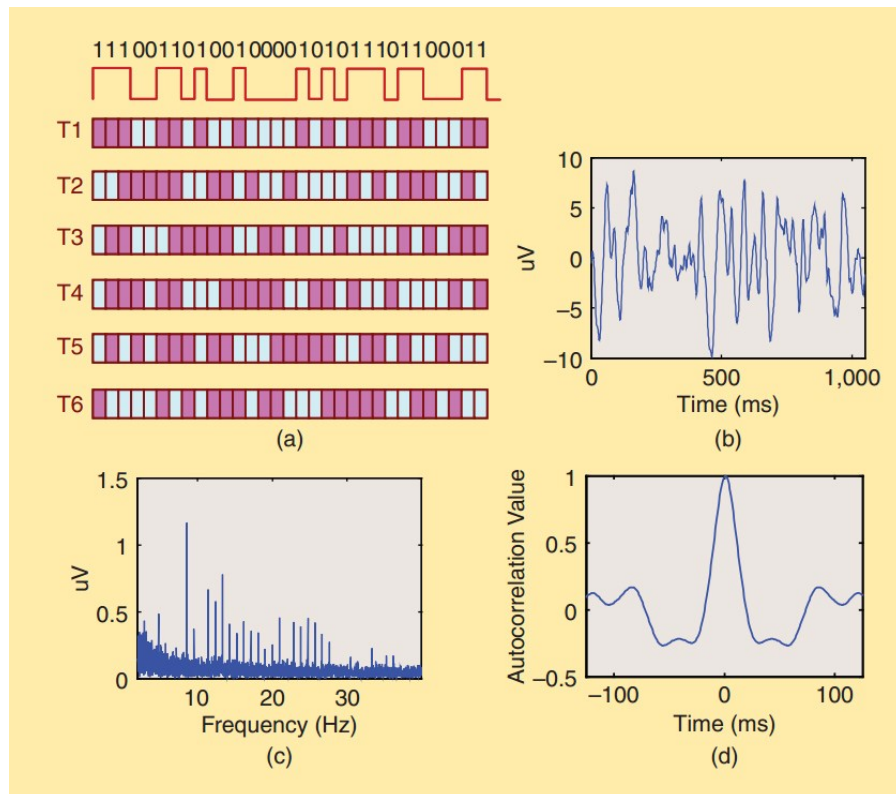 1110011010010000101011101100011
T1
T2
T3
T4
T5
T6
(a)
10
5
0
−5
−10
uV
0
500
1,000
Time (ms)
(b)
1.5
1
0.5
0
uV
10
20
30
Frequency (Hz)
(c)
1
0.5
0
−0.5
Autocorrelation Value
−100
0
100
Time (ms)
(d)